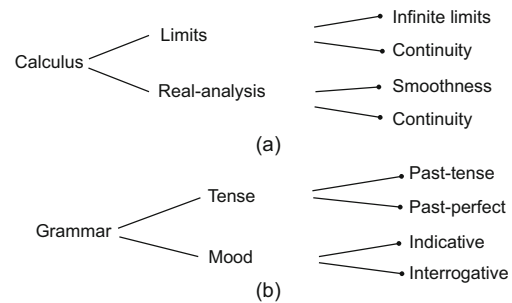 Infinite limits
Limits
Continuity
Calculus
Smoothness
Real-analysis
Continuity
(a)
Past-tense
Tense
Past-perfect
Grammar
Indicative
Mood
Interrogative
(b)